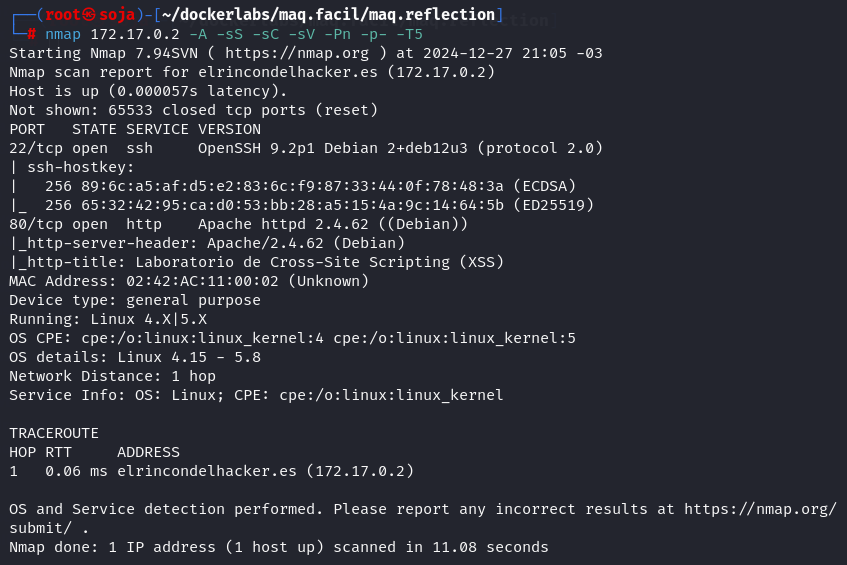 ┌──(root㉿soja)-[~/dockerlabs/maq.facil/maq.reflection]
└─# nmap 172.17.0.2 -A -sS -sC -sV -Pn -p- -T5
Starting Nmap 7.94SVN ( https://nmap.org ) at 2024-12-27 21:05 -03
Nmap scan report for elrincondelhacker.es (172.17.0.2)
Host is up (0.000057s latency).
Not shown: 65533 closed tcp ports (reset)
PORT   STATE SERVICE VERSION
22/tcp open  ssh     OpenSSH 9.2p1 Debian 2+deb12u3 (protocol 2.0)
| ssh-hostkey:
|   256 89:6c:a5:af:d5:e2:83:6c:f9:87:33:44:0f:78:48:3a (ECDSA)
|_  256 65:32:42:95:ca:d0:53:bb:28:a5:15:4a:9c:14:64:5b (ED25519)
80/tcp open  http    Apache httpd 2.4.62 ((Debian))
|_http-server-header: Apache/2.4.62 (Debian)
|_http-title: Laboratorio de Cross-Site Scripting (XSS)
MAC Address: 02:42:AC:11:00:02 (Unknown)
Device type: general purpose
Running: Linux 4.X|5.X
OS CPE: cpe:/o:linux:linux_kernel:4 cpe:/o:linux:linux_kernel:5
OS details: Linux 4.15 - 5.8
Network Distance: 1 hop
Service Info: OS: Linux; CPE: cpe:/o:linux:linux_kernel

TRACEROUTE
HOP RTT     ADDRESS
1   0.06 ms elrincondelhacker.es (172.17.0.2)

OS and Service detection performed. Please report any incorrect results at https://nmap.org/
submit/ .
Nmap done: 1 IP address (1 host up) scanned in 11.08 seconds